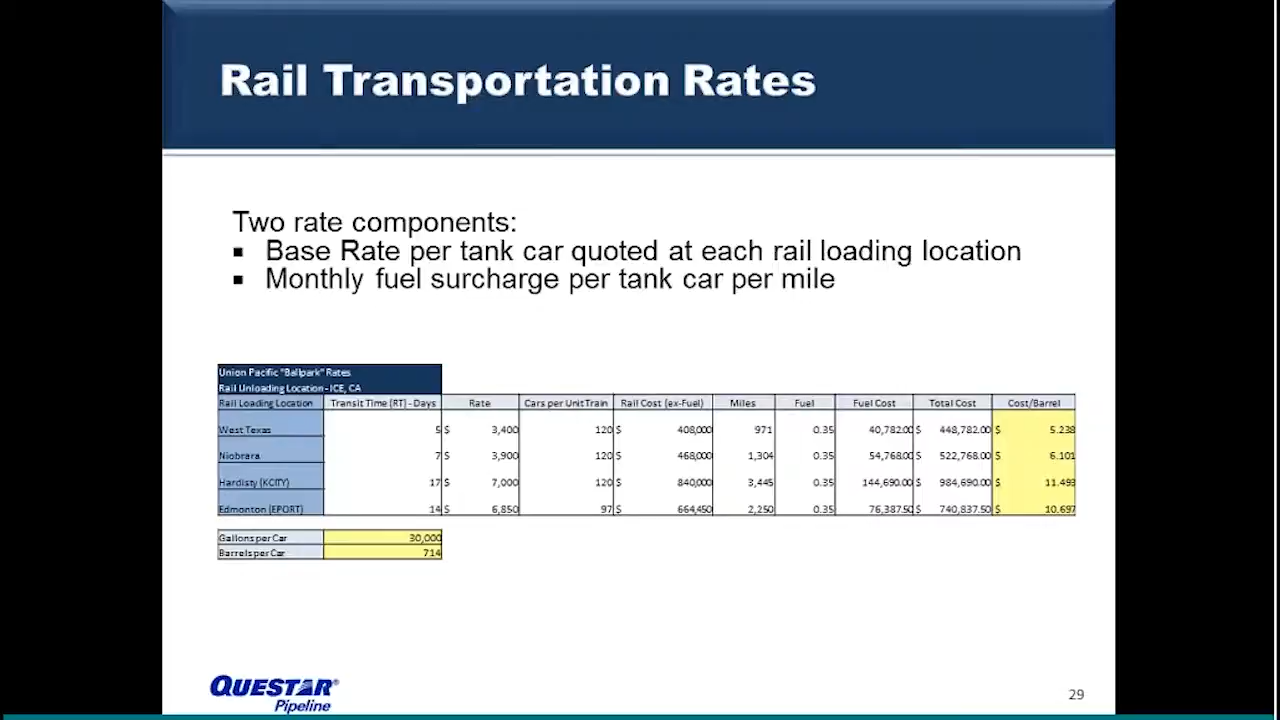 Rail Transportation Rates
Two rate components:
▪ Base Rate per tank car quoted at each rail loading location
▪ Monthly fuel surcharge per tank car per mile
Union Pacific "Ballpark" Rates
Rail Unloading Location - ICE, CA
Rail Loading Location Transit Time (RT) - Days Rate Cars per Unit Train Rail Cost (ex-Fuel) Miles Fuel Fuel Cost Total Cost Cost/Barrel
West Texas 5 $ 3,400 120 $ 408,000 971 0.35 40,782.00 $ 448,782.00 $ 5.238
Niobrara 7 $ 3,900 120 $ 468,000 1,304 0.35 54,768.00 $ 522,768.00 $ 6.101
Hardisty (KCITY) 17 $ 7,000 120 $ 840,000 3,445 0.35 144,690.00 $ 984,690.00 $ 11.493
Edmonton (EPORT) 14 $ 6,850 97 $ 664,450 2,250 0.35 76,387.50 $ 740,837.50 $ 10.697
Gallons per Car 30,000
Barrels per Car 714
QUESTAR®
Pipeline
29